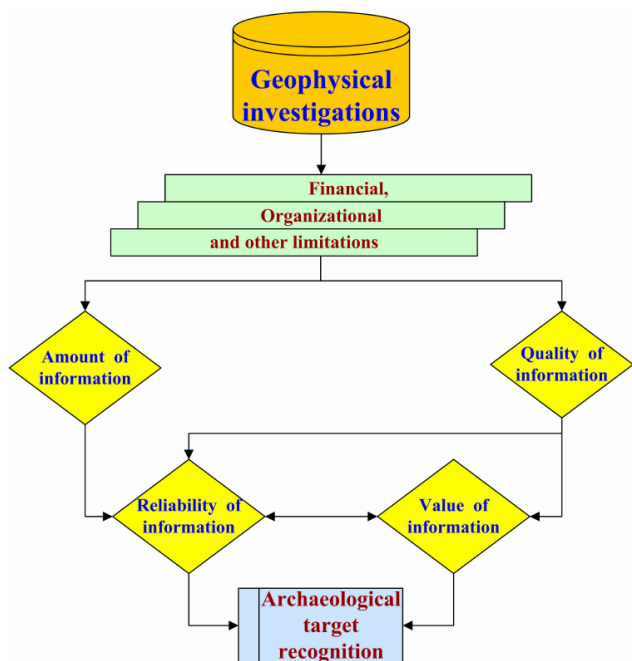 Geophysical
investigations
Financial,
Organizational
and other limitations
Amount of
information
Quality of
information
Reliability of
information
Value of
information
Archaeological
target
recognition